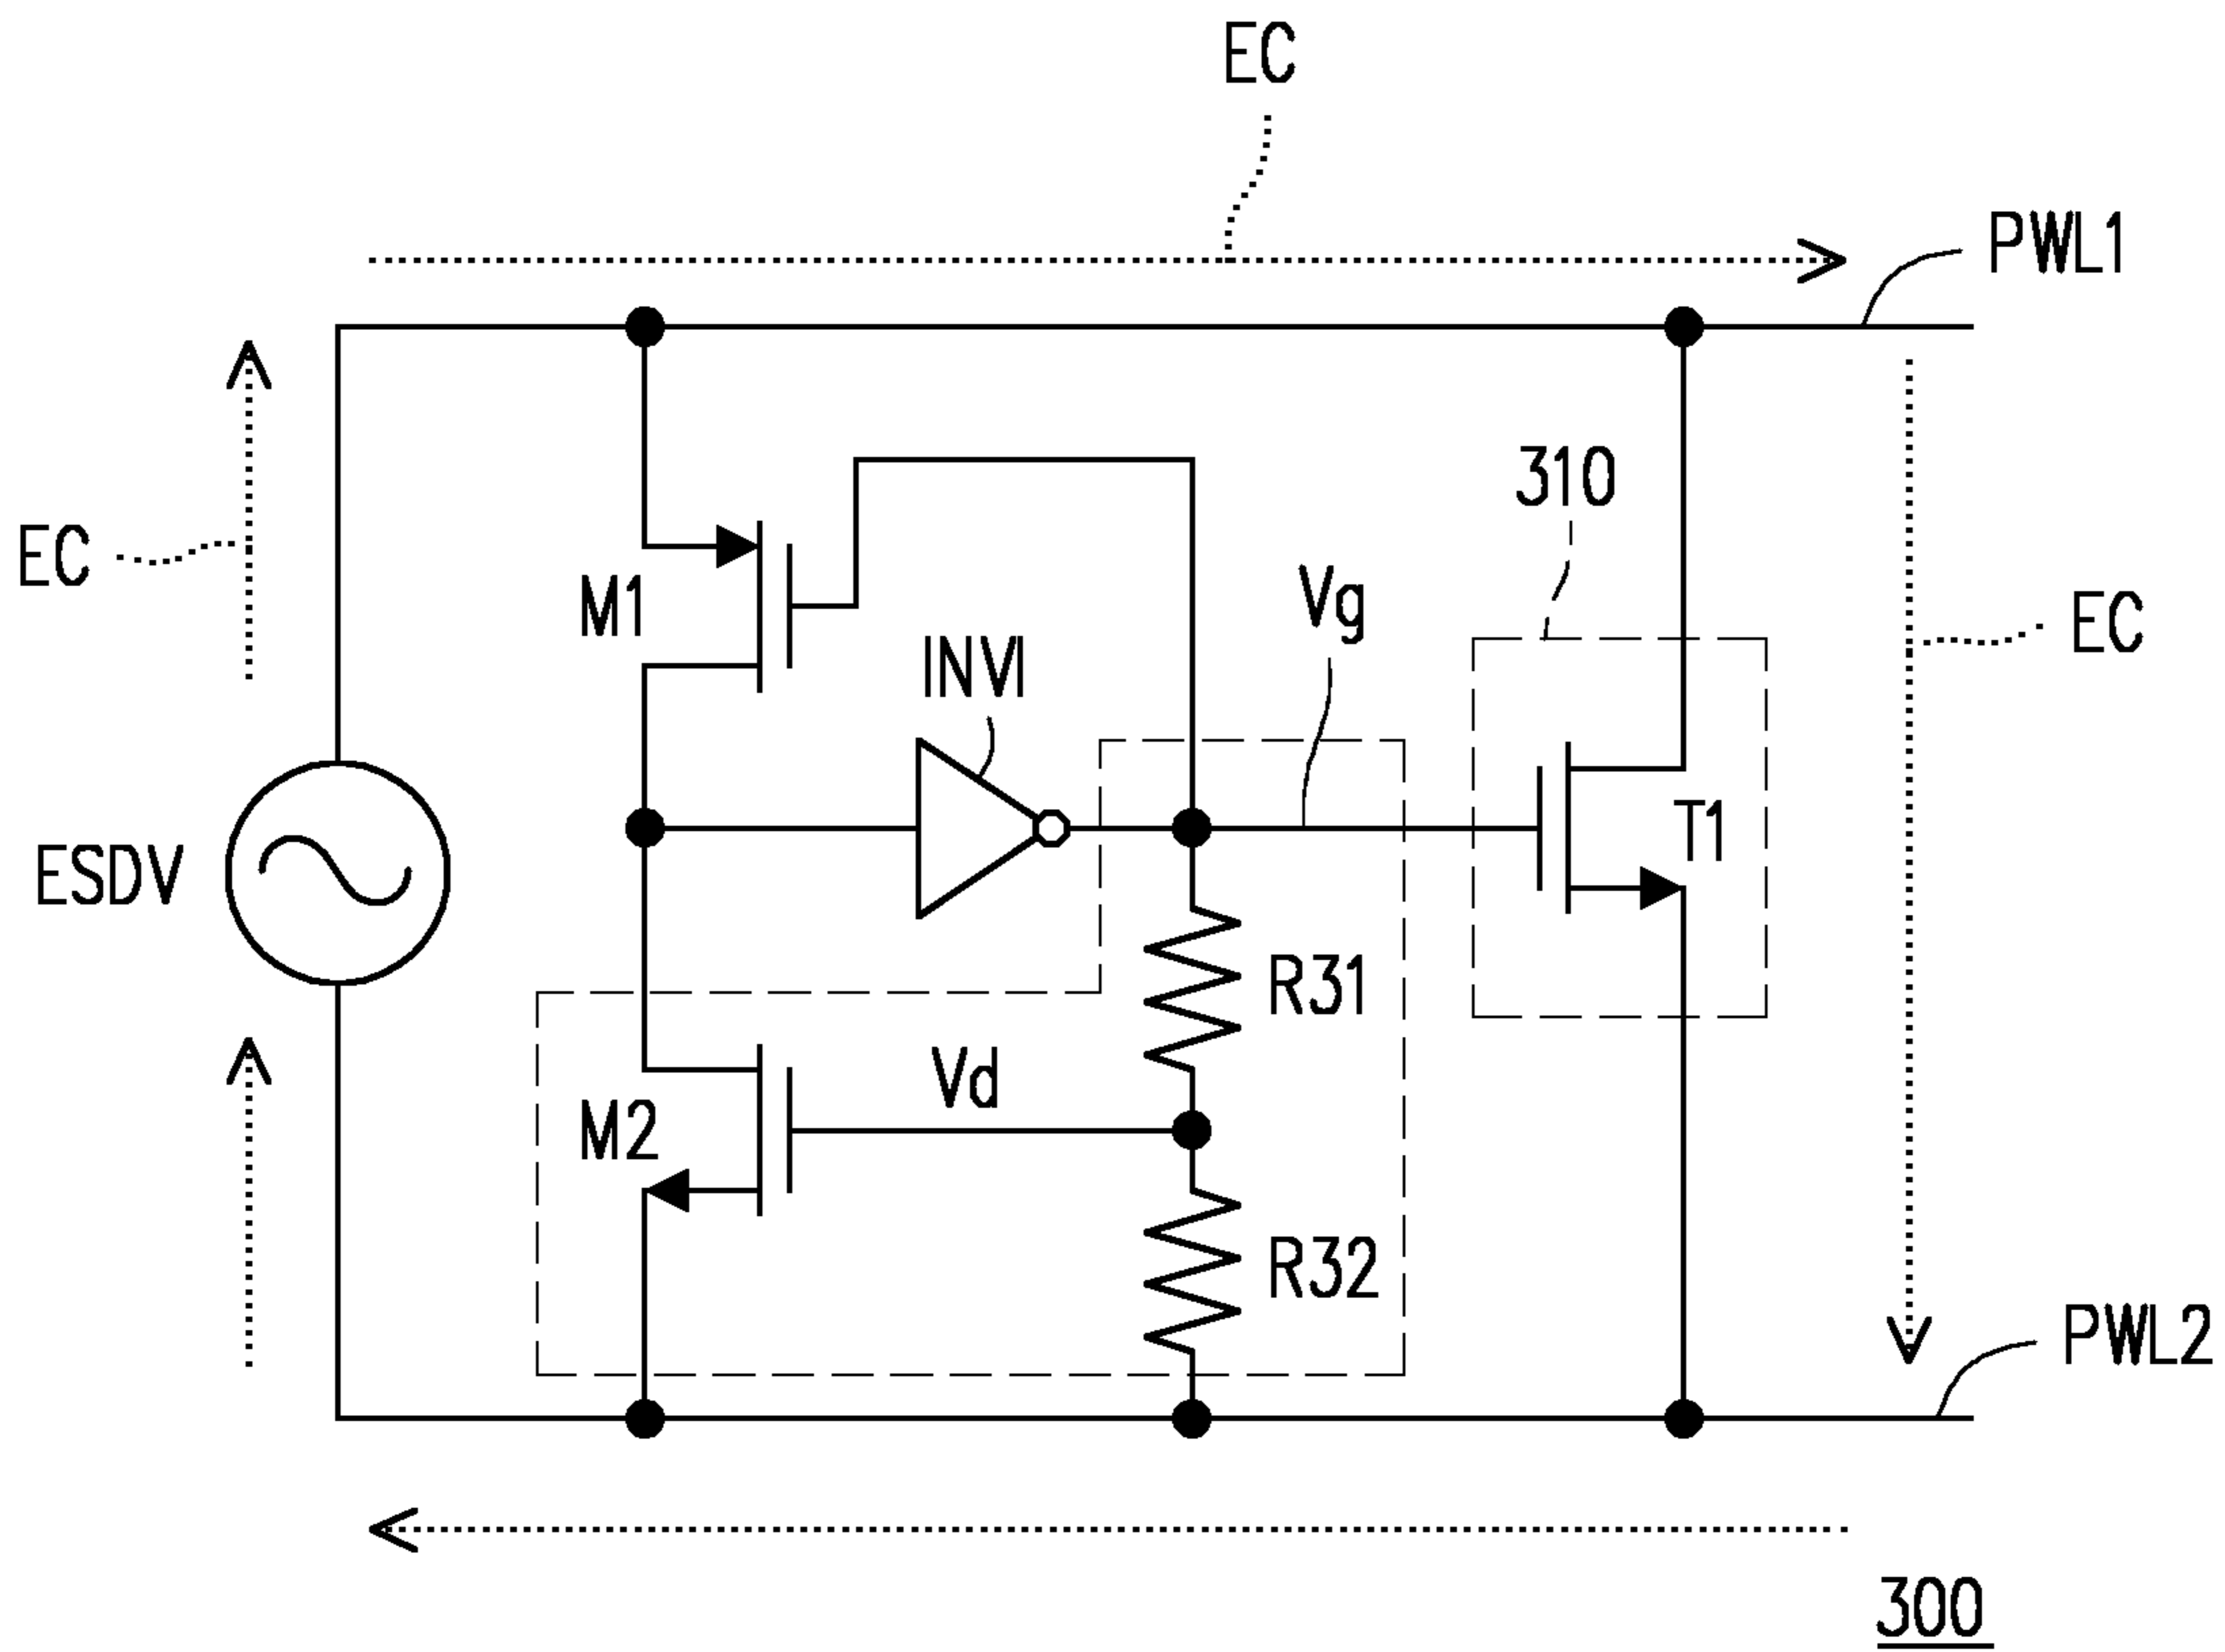 EC
PWL1
310
EC
M1
Vg
EC
INVI
T1
ESDV
R31
Vd
M2
R32
PWL2
300